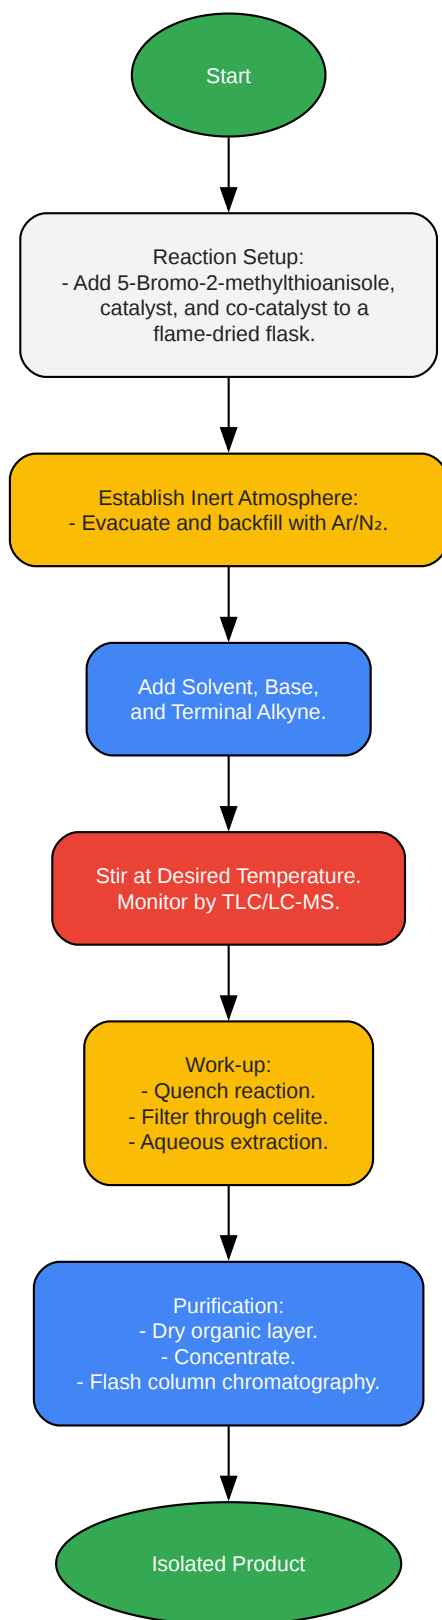 Start
Reaction Setup:
- Add 5-Bromo-2-methylthioanisole,
catalyst, and co-catalyst to a
flame-dried flask.
Establish Inert Atmosphere:
- Evacuate and backfill with Ar/N₂.
Add Solvent, Base,
and Terminal Alkyne.
Stir at Desired Temperature.
Monitor by TLC/LC-MS.
Work-up:
- Quench reaction.
- Filter through celite.
- Aqueous extraction.
Purification:
- Dry organic layer.
- Concentrate.
- Flash column chromatography.
Isolated Product